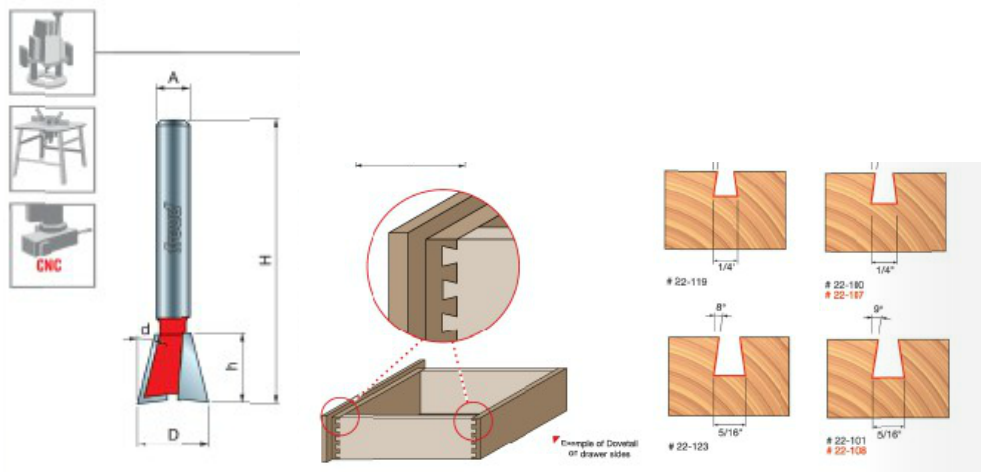 A
freud
H
d
h
D
CNC
Example of Dovetail
on drawer sides
1/4"
# 22-119
1/4"
# 22-100
# 22-107
8°
5/16"
# 22-123
9°
5/16"
# 22-101
# 22-108